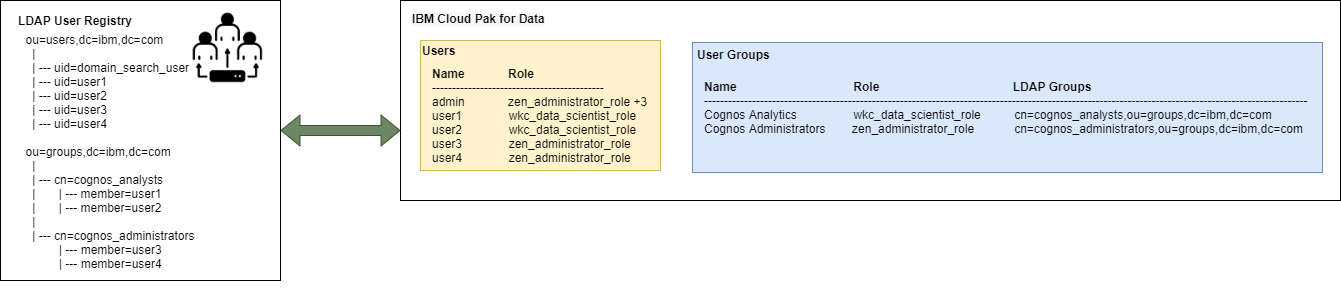 LDAP User Registry
ou=users,dc=ibm,dc=com
|
| --- uid=domain_search_user
| --- uid=user1
| --- uid=user2
| --- uid=user3
| --- uid=user4
ou=groups,dc=ibm,dc=com
|
| --- cn=cognos_analysts
| | --- member=user1
| | --- member=user2
|
| --- cn=cognos_administrators
| --- member=user3
| --- member=user4
IBM Cloud Pak for Data
Users
Name Role
-------------------------------------------
admin zen_administrator_role +3
user1 wkc_data_scientist_role
user2 wkc_data_scientist_role
user3 zen_administrator_role
user4 zen_administrator_role
User Groups
Name Role LDAP Groups
-------------------------------------------------------------------------------------------------------------------------------------------------------
Cognos Analytics wkc_data_scientist_role cn=cognos_analysts,ou=groups,dc=ibm,dc=com
Cognos Administrators zen_administrator_role cn=cognos_administrators,ou=groups,dc=ibm,dc=com